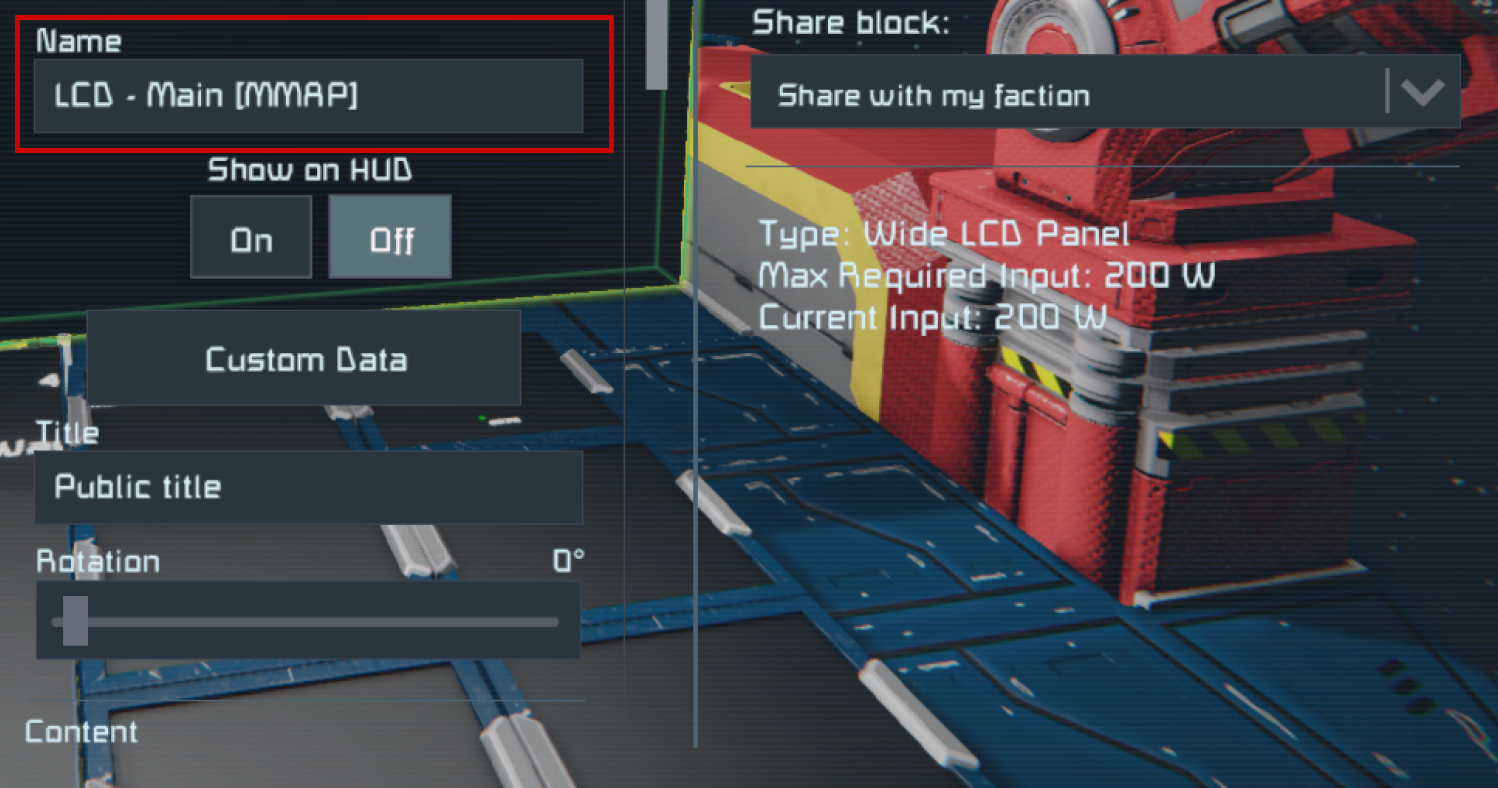 Name
LCD - Main [MMAP]
Show on HUD
On
Off
Custom Data
Title
Public title
Rotation
0°
Content
Share block:
Share with my faction
Type: Wide LCD Panel
Max Required Input: 200 W
Current Input: 200 W